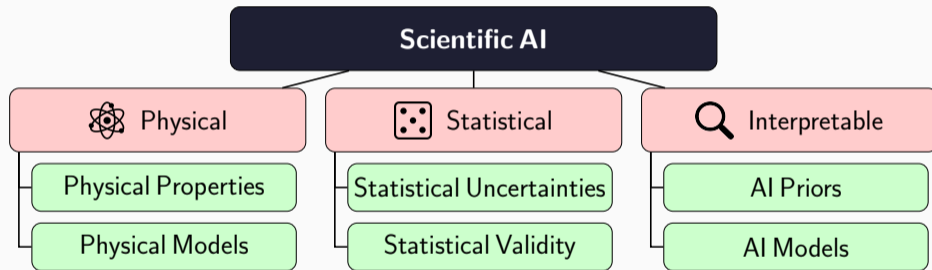 Scientific AI
Physical
Statistical
Interpretable
Physical Properties
Statistical Uncertainties
AI Priors
Physical Models
Statistical Validity
AI Models